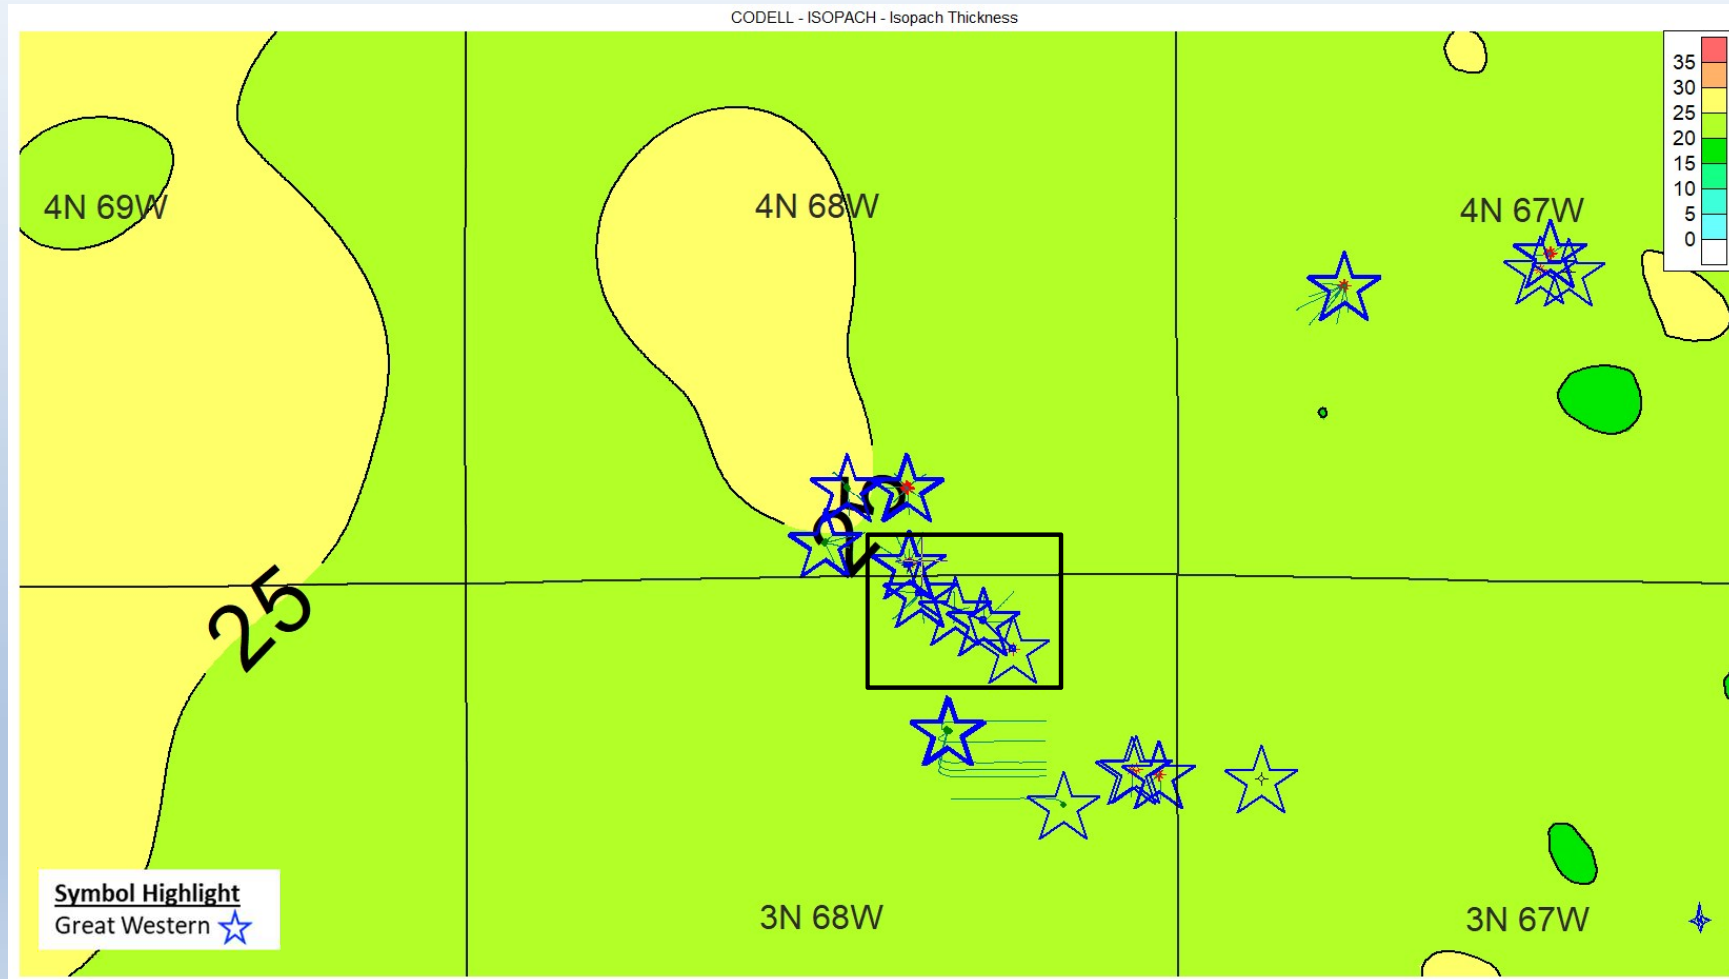 CODELL - ISOPACH - Isopach Thickness
35
30
25
20
15
10
5
0
4N 69W
4N 68W
4N 67W
25
25
3N 68W
3N 67W
Symbol Highlight
Great Western